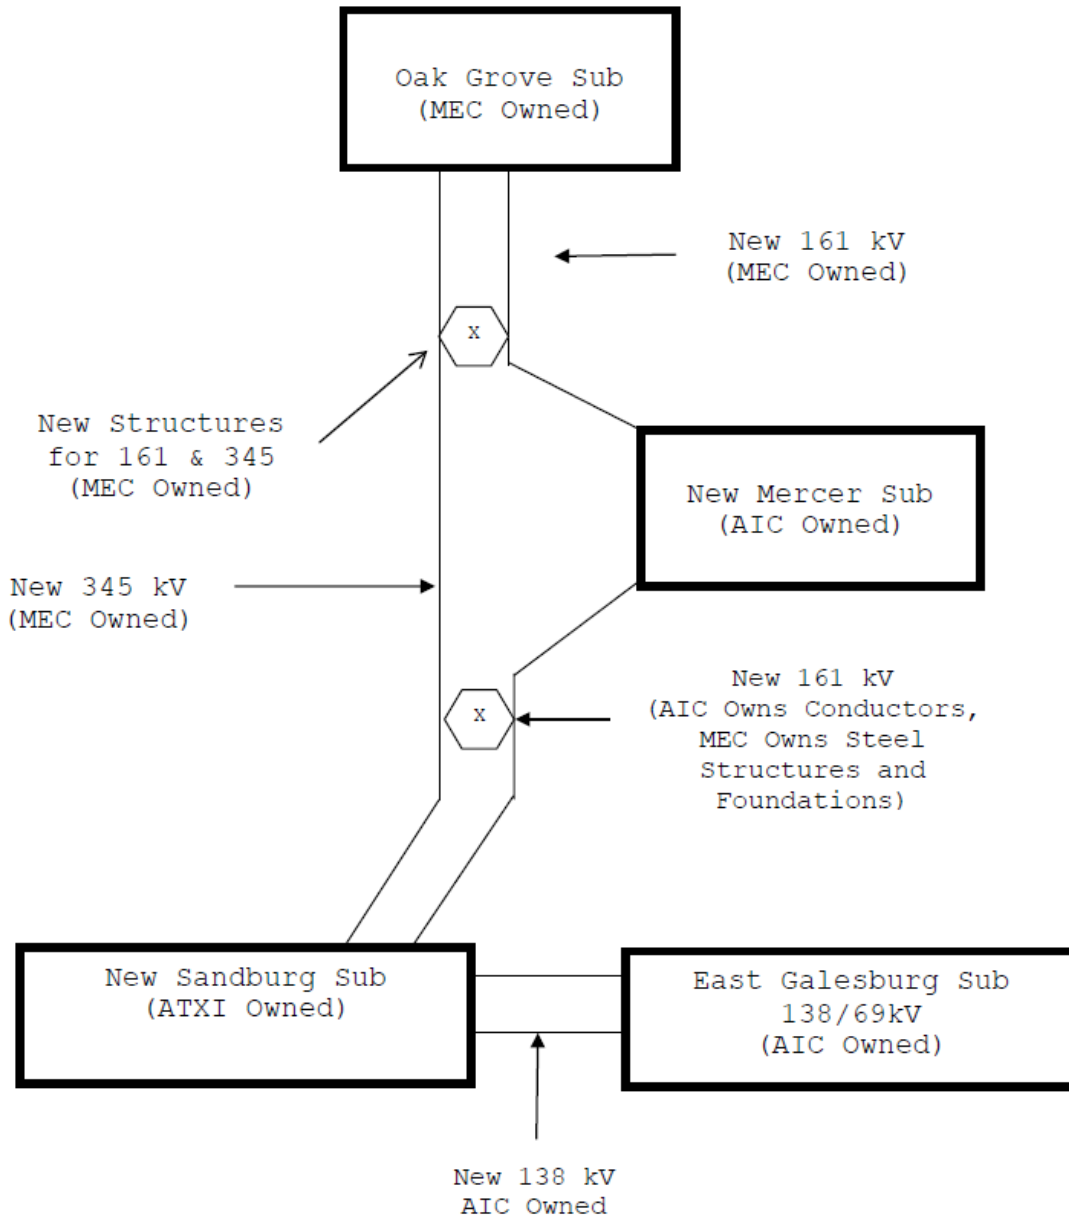 Oak Grove Sub
(MEC Owned)
New 161 kV
(MEC Owned)
X
New Structures
for 161 & 345
(MEC Owned)
New Mercer Sub
(AIC Owned)
New 345 kV
(MEC Owned)
X
New 161 kV
(AIC Owns Conductors,
MEC Owns Steel
Structures and
Foundations)
New Sandburg Sub
(ATXI Owned)
East Galesburg Sub
138/69kV
(AIC Owned)
New 138 kV
AIC Owned